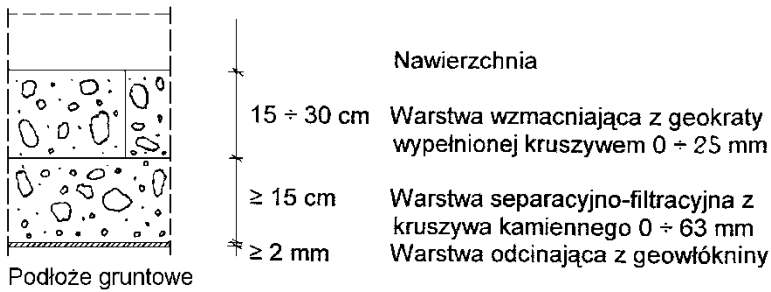 Nawierzchnia
15 ÷ 30 cm Warstwa wzmacniająca z geokraty
wypełnionej kruszywem 0 ÷ 25 mm
≥ 15 cm Warstwa separacyjno-filtracyjna z
kruszywa kamiennego 0 ÷ 63 mm
≥ 2 mm Warstwa odcinająca z geowłókniny
Podłoże gruntowe